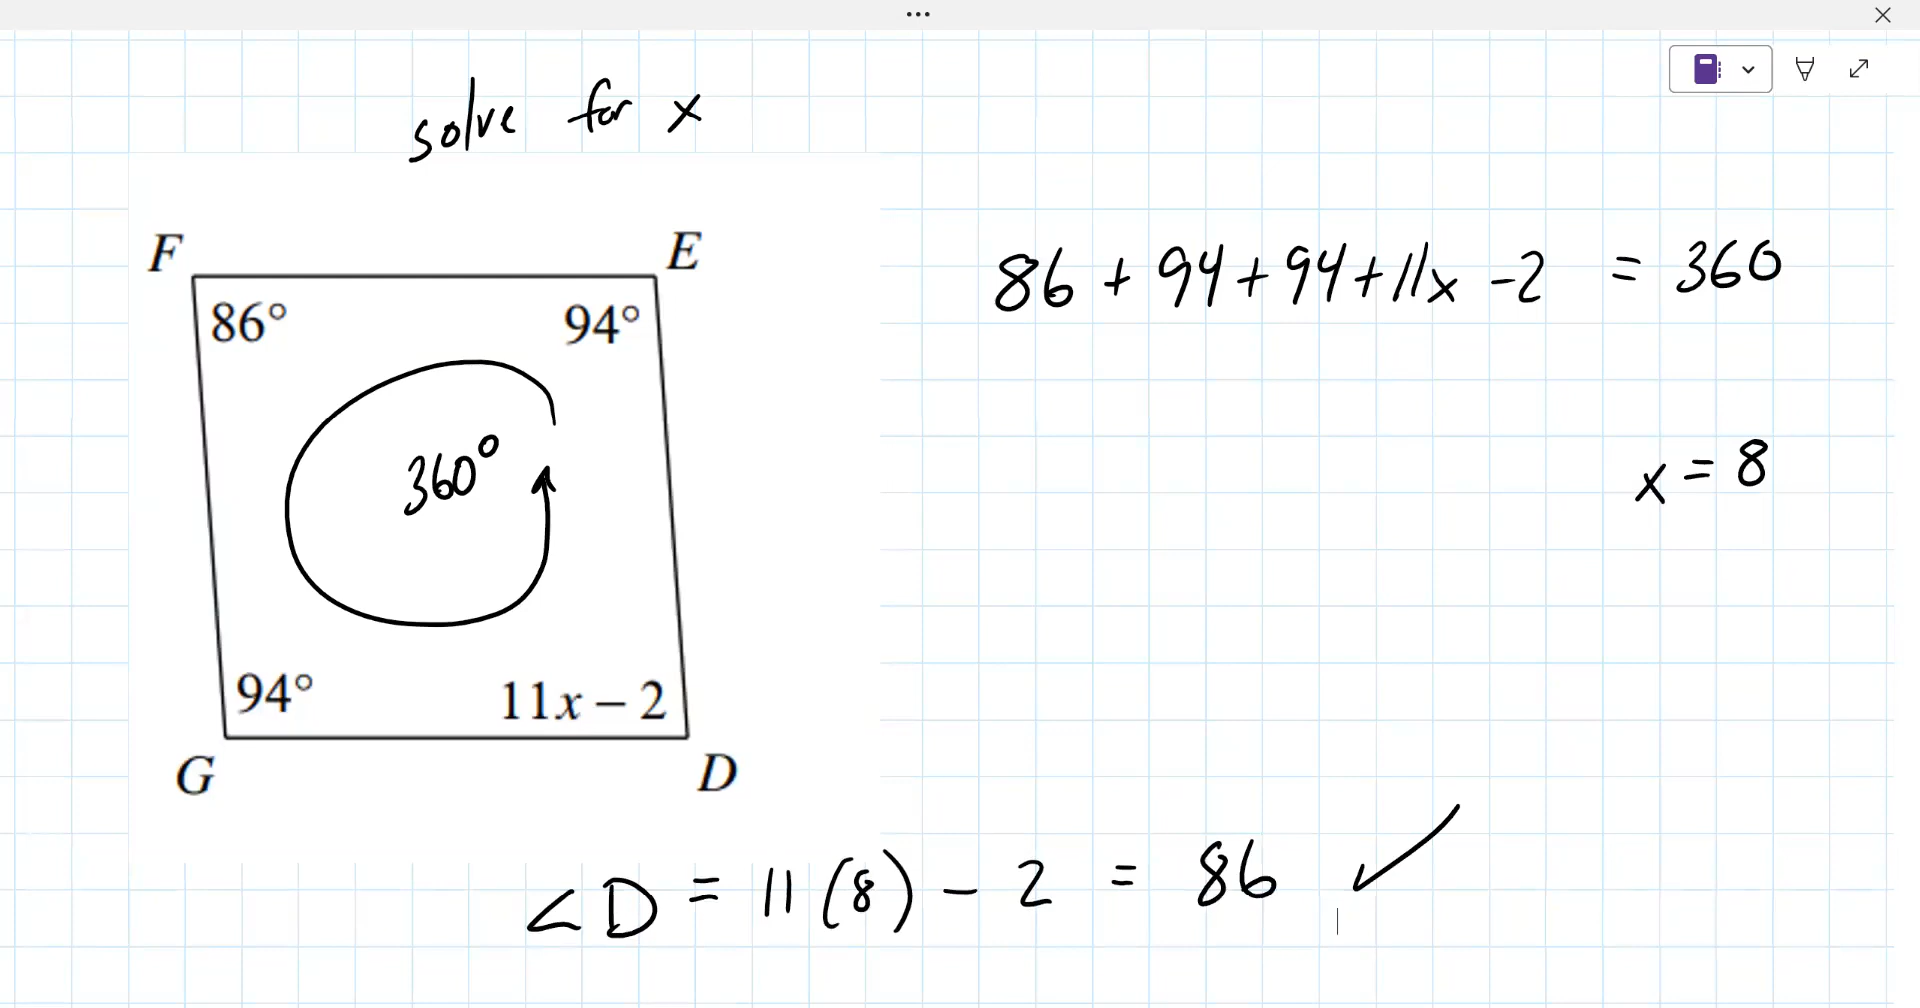 solve for x
F E
86° 94°
86 + 94 + 94 + 11x - 2 = 360
360°
x = 8
94° 11x – 2
G D
∠D = 11(8) - 2 = 86 ✓